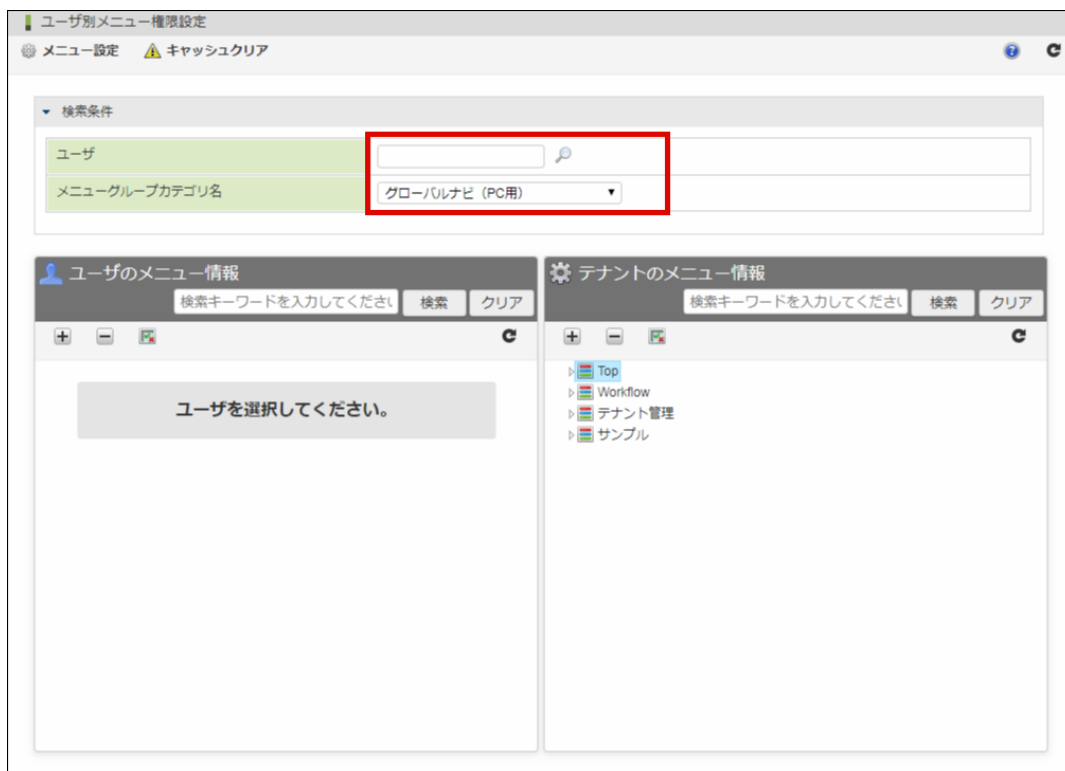 ユーザ別メニュー権限設定
メニュー設定 キャッシュクリア
検索条件
ユーザ
メニューグループカテゴリ名 グローバルナビ（PC用）
ユーザのメニュー情報
検索キーワードを入力してくださ 検索 クリア
ユーザを選択してください。
テナントのメニュー情報
検索キーワードを入力してくださ 検索 クリア
Top
Workflow
テナント管理
サンプル